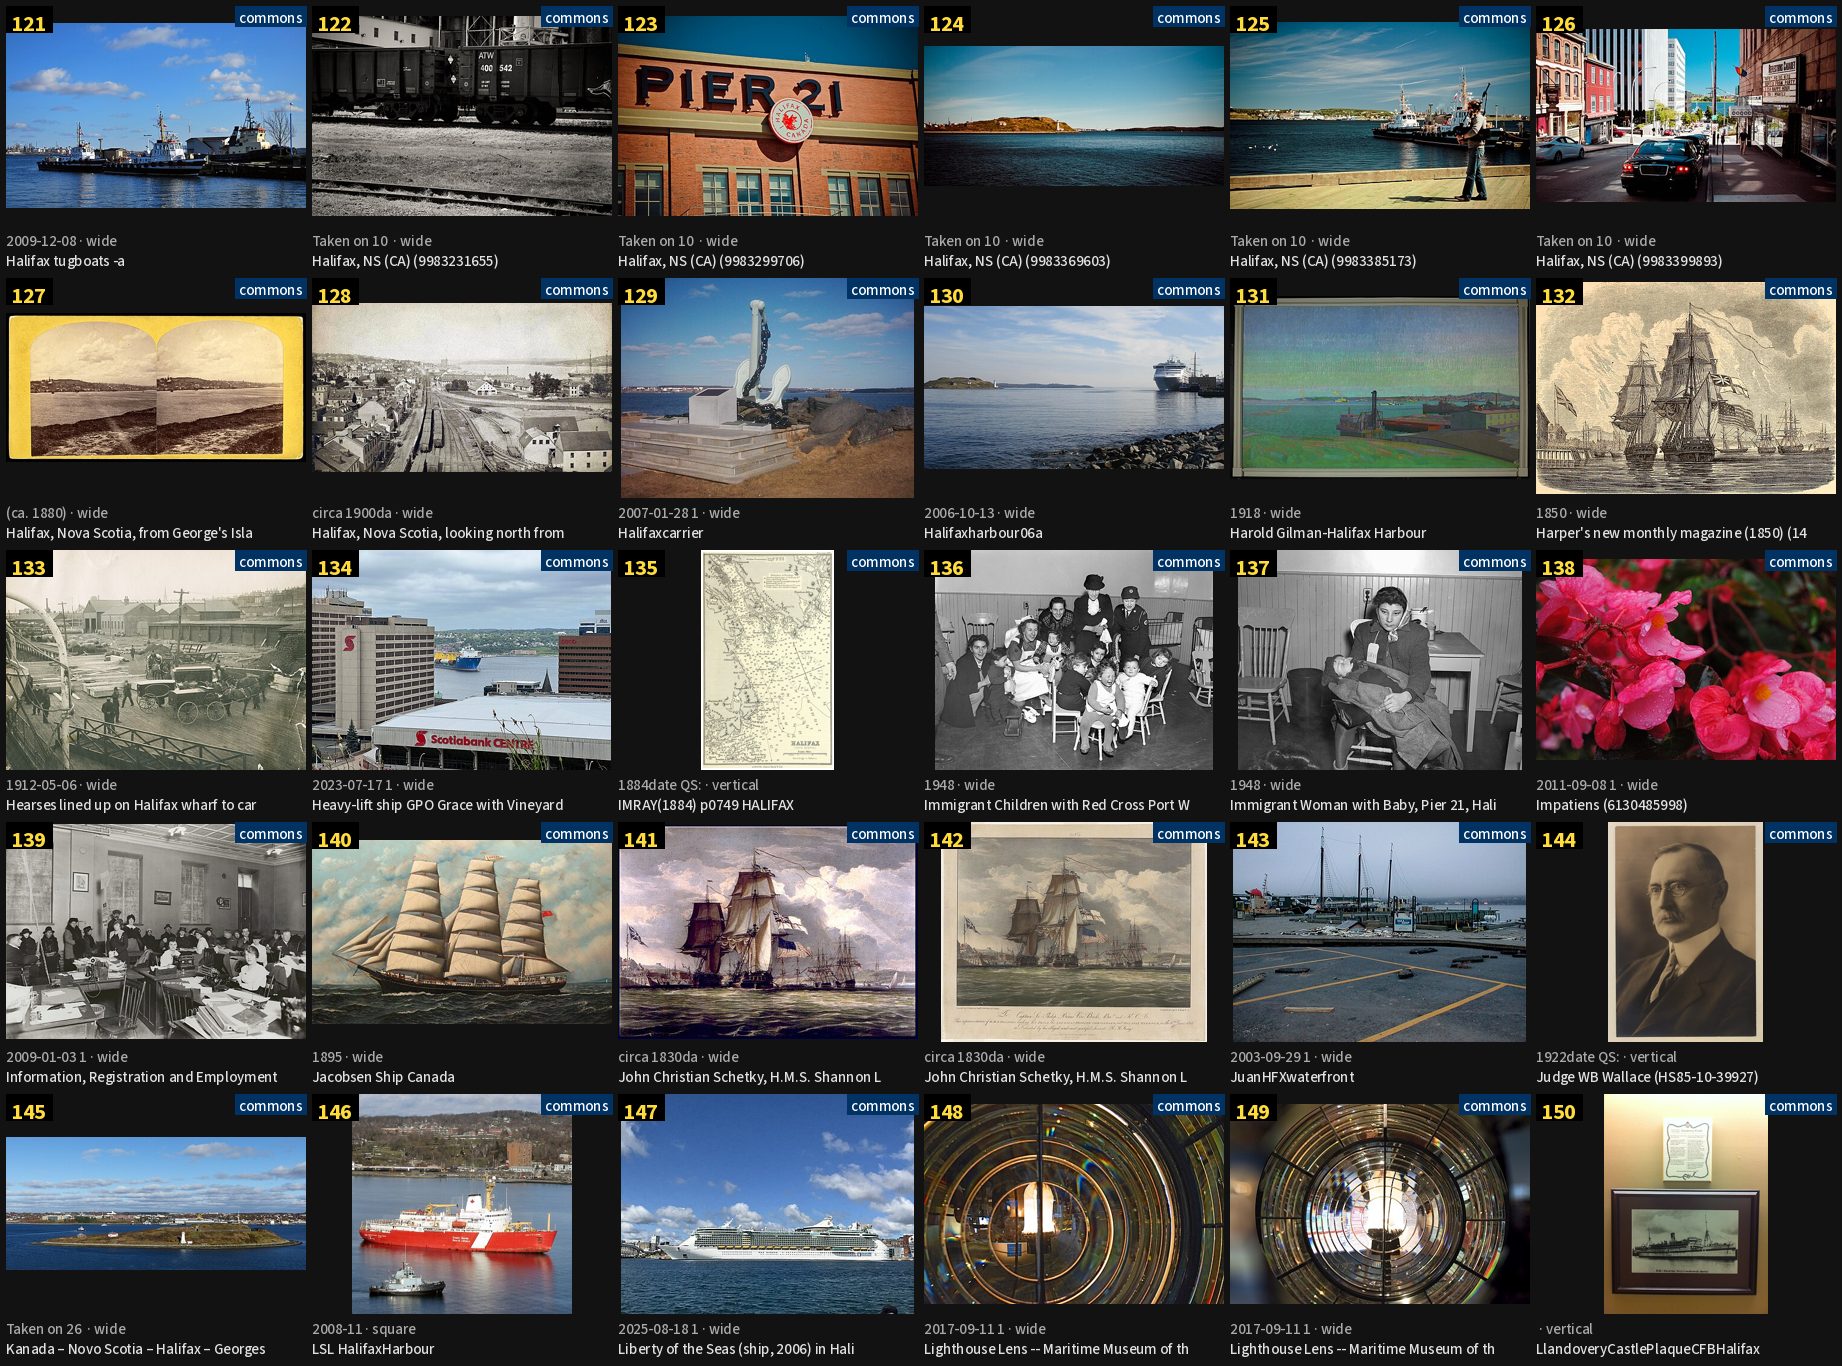 121
commons
2009-12-08 · wide
Halifax tugboats -a
122
commons
ATW
400 542
Taken on 10 · wide
Halifax, NS (CA) (9983231655)
123
commons
PIER 21
HALIFAX
CANADA
Taken on 10 · wide
Halifax, NS (CA) (9983299706)
124
commons
Taken on 10 · wide
Halifax, NS (CA) (9983369603)
125
commons
Taken on 10 · wide
Halifax, NS (CA) (9983385173)
126
commons
Taken on 10 · wide
Halifax, NS (CA) (9983399893)
127
commons
(ca. 1880) · wide
Halifax, Nova Scotia, from George's Isla
128
commons
circa 1900da · wide
Halifax, Nova Scotia, looking north from
129
commons
2007-01-28 1 · wide
Halifaxcarrier
130
commons
2006-10-13 · wide
Halifaxharbour06a
131
commons
1918 · wide
Harold Gilman-Halifax Harbour
132
commons
1850 · wide
Harper's new monthly magazine (1850) (14
133
commons
1912-05-06 · wide
Hearses lined up on Halifax wharf to car
134
commons
Scotiabank CENTRE
2023-07-17 1 · wide
Heavy-lift ship GPO Grace with Vineyard
135
commons
HALIFAX
1884date QS: · vertical
IMRAY(1884) p0749 HALIFAX
136
commons
1948 · wide
Immigrant Children with Red Cross Port W
137
commons
1948 · wide
Immigrant Woman with Baby, Pier 21, Hali
138
commons
2011-09-08 1 · wide
Impatiens (6130485998)
139
commons
2009-01-03 1 · wide
Information, Registration and Employment
140
commons
1895 · wide
Jacobsen Ship Canada
141
commons
circa 1830da · wide
John Christian Schetky, H.M.S. Shannon L
142
commons
circa 1830da · wide
John Christian Schetky, H.M.S. Shannon L
143
commons
2003-09-29 1 · wide
JuanHFXwaterfront
144
commons
1922date QS: · vertical
Judge WB Wallace (HS85-10-39927)
145
commons
Taken on 26 · wide
Kanada – Novo Scotia – Halifax – Georges
146
commons
2008-11 · square
LSL HalifaxHarbour
147
commons
2025-08-18 1 · wide
Liberty of the Seas (ship, 2006) in Hali
148
commons
2017-09-11 1 · wide
Lighthouse Lens -- Maritime Museum of th
149
commons
2017-09-11 1 · wide
Lighthouse Lens -- Maritime Museum of th
150
commons
· vertical
LlandoveryCastlePlaqueCFBHalifax